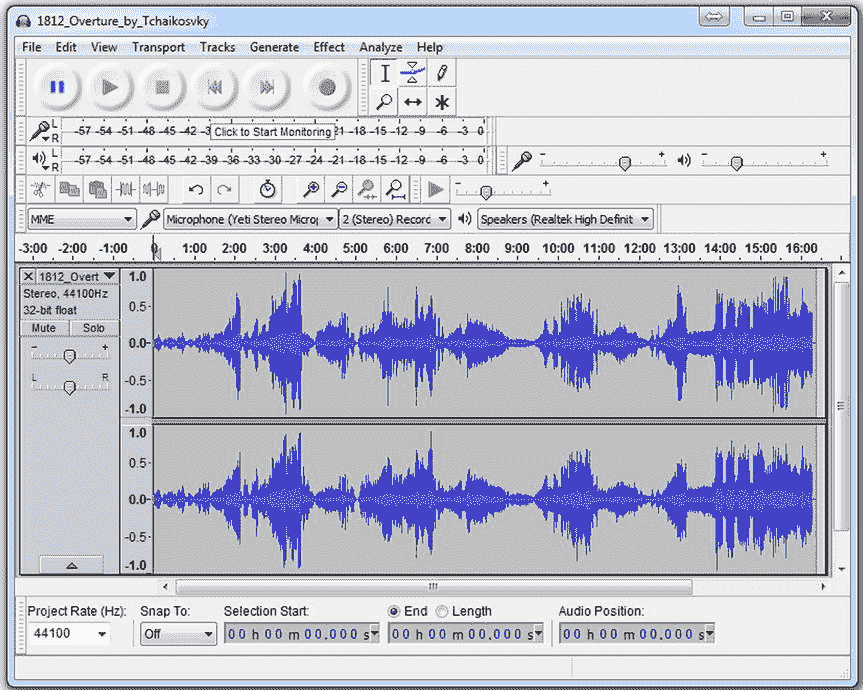 1812_Overture_by_Tchaikosvky
File Edit View Transport Tracks Generate Effect Analyze Help
L
R
-57 -54 -51 -48 -45 -42 -3 Click to Start Monitoring 21 -18 -15 -12 -9 -6 -3 0
L
R
-57 -54 -51 -48 -45 -42 -39 -36 -33 -30 -27 -24 -21 -18 -15 -12 -9 -6 -3 0
- + - +
- +
MME Microphone (Yeti Stereo Microp 2 (Stereo) Record Speakers (Realtek High Definit
-3:00 -2:00 -1:00 0 1:00 2:00 3:00 4:00 5:00 6:00 7:00 8:00 9:00 10:00 11:00 12:00 13:00 14:00 15:00 16:00
X 1812_Overt
Stereo, 44100Hz
32-bit float
Mute Solo
- +
L R
1.0
0.5-
0.0-
-0.5-
-1.0
1.0
0.5-
0.0-
-0.5-
-1.0
Project Rate (Hz): Snap To: Selection Start: End Length Audio Position:
44100 Off 00 h 00 m 00.000 s 00 h 00 m 00.000 s 00 h 00 m 00.000 s